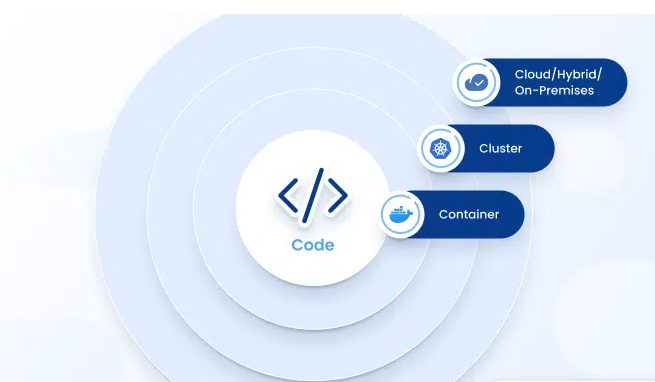 Cloud/Hybrid/
On-Premises
Cluster
Container
</>
Code